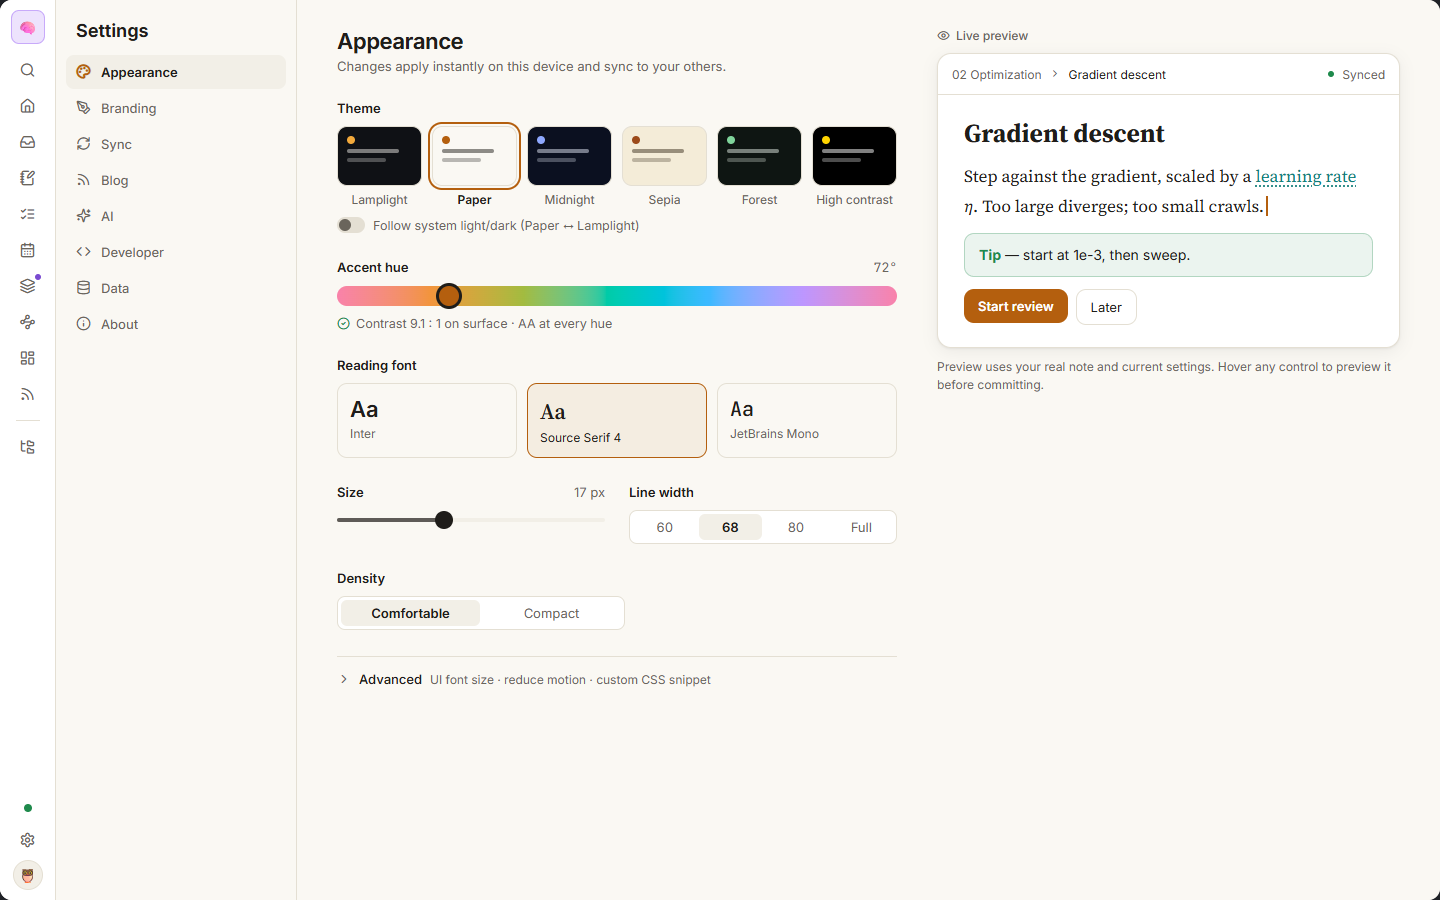 Settings
Appearance
Branding
Sync
Blog
AI
Developer
Data
About
Appearance
Changes apply instantly on this device and sync to your others.
Theme
Lamplight
Paper
Midnight
Sepia
Forest
High contrast
Follow system light/dark (Paper ↔ Lamplight)
Accent hue
72°
Contrast 9.1 : 1 on surface · AA at every hue
Reading font
Aa
Inter
Aa
Source Serif 4
Aa
JetBrains Mono
Size
17 px
Line width
60
68
80
Full
Density
Comfortable
Compact
Advanced UI font size · reduce motion · custom CSS snippet
Live preview
02 Optimization > Gradient descent
Synced
Gradient descent
Step against the gradient, scaled by a learning rate
η. Too large diverges; too small crawls.
Tip — start at 1e-3, then sweep.
Start review
Later
Preview uses your real note and current settings. Hover any control to preview it
before committing.